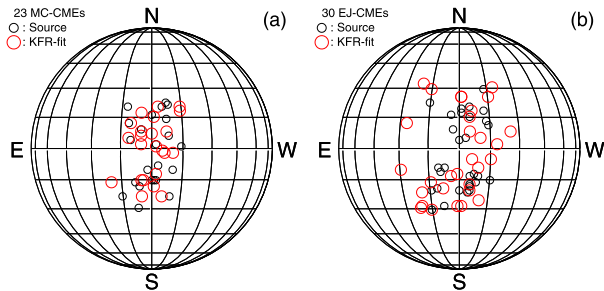 23 MC-CMEs
○ : Source
○ : KFR-fit
N
(a)
E
W
S
30 EJ-CMEs
○ : Source
○ : KFR-fit
N
(b)
E
W
S